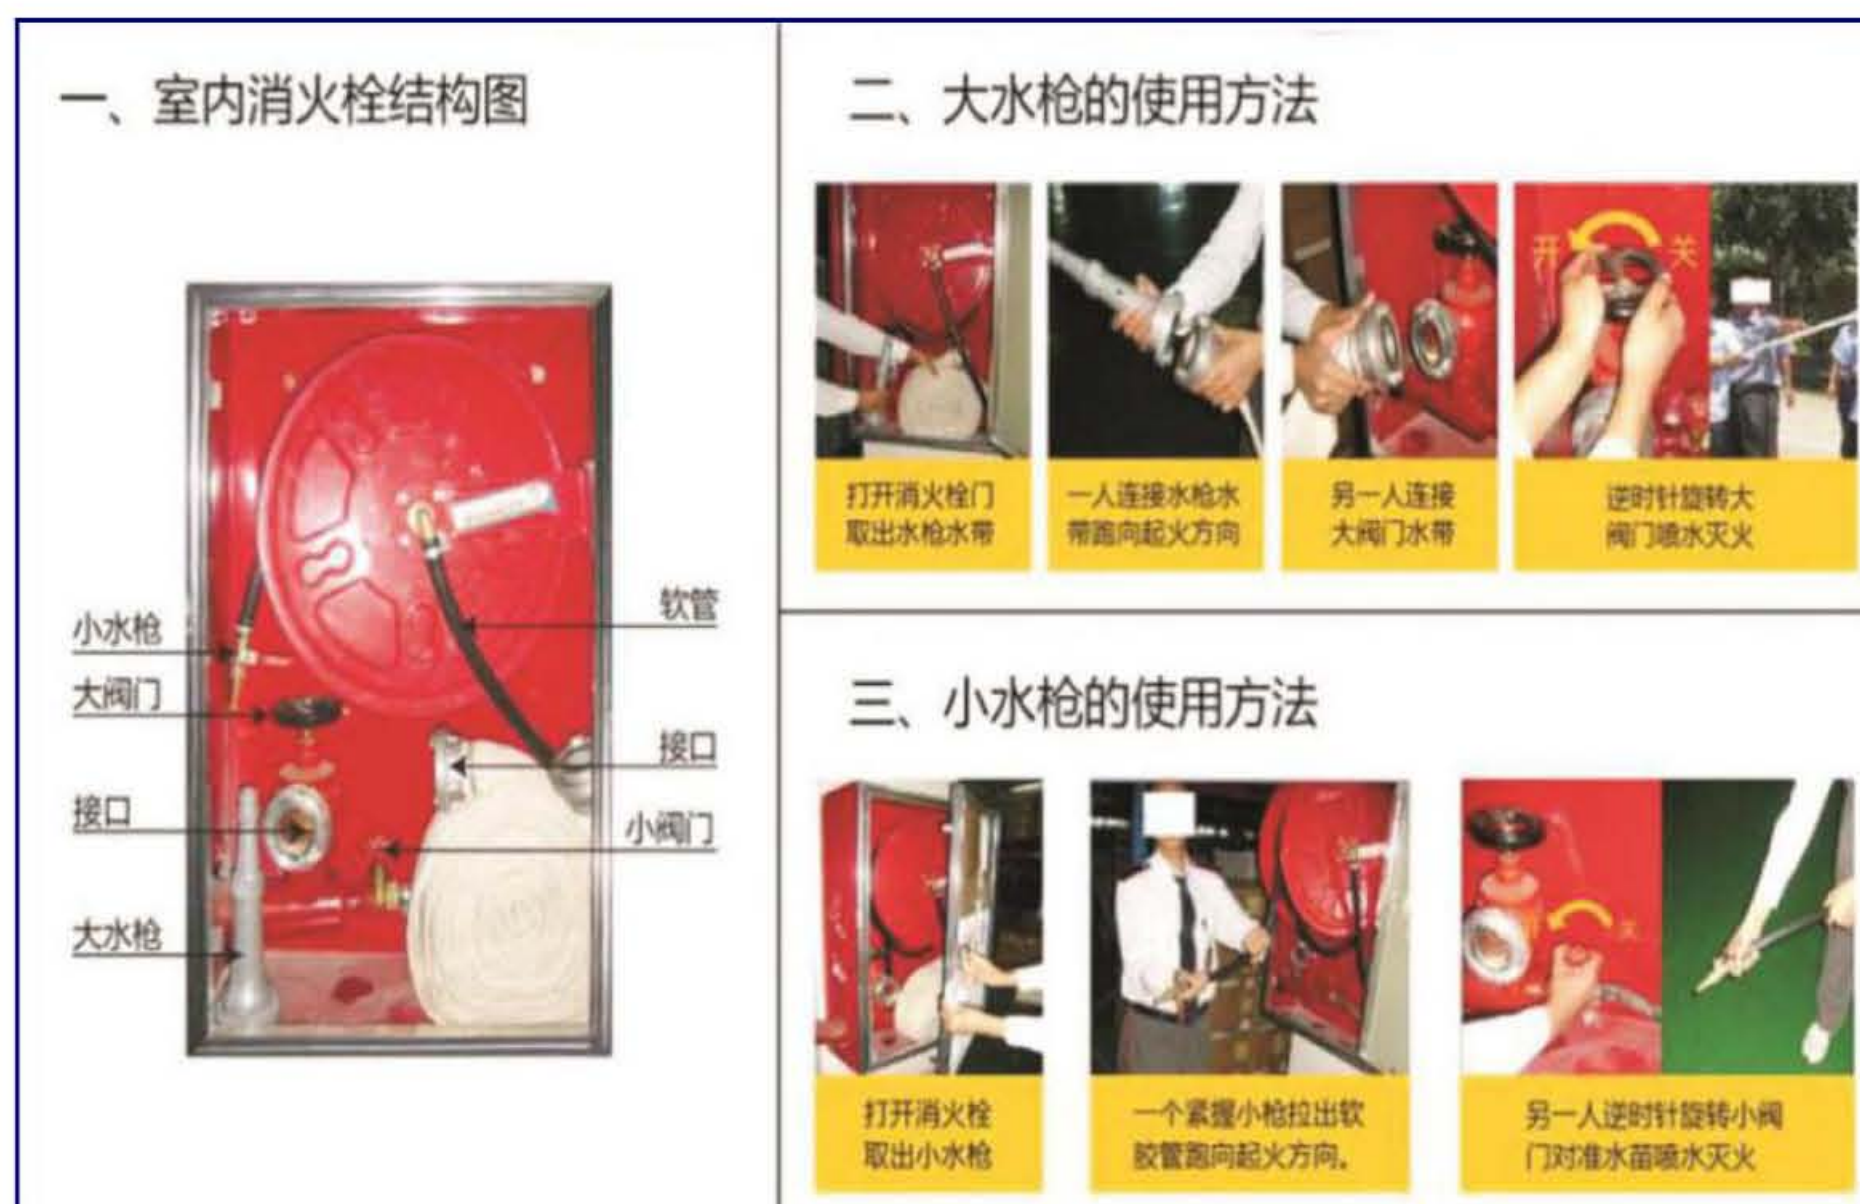 一、室内消火栓结构图
小水枪
大阀门
接口
大水枪
软管
接口
小阀门
二、大水枪的使用方法
打开消火栓门
取出水枪水带
一人连接水枪水
带跑向起火方向
另一人连接
大阀门水带
开 关
逆时针旋转大
阀门喷水灭火
三、小水枪的使用方法
打开消火栓
取出小水枪
一个紧握小枪拉出软
胶管跑向起火方向。
关
另一人逆时针旋转小阀
门对准水苗喷水灭火